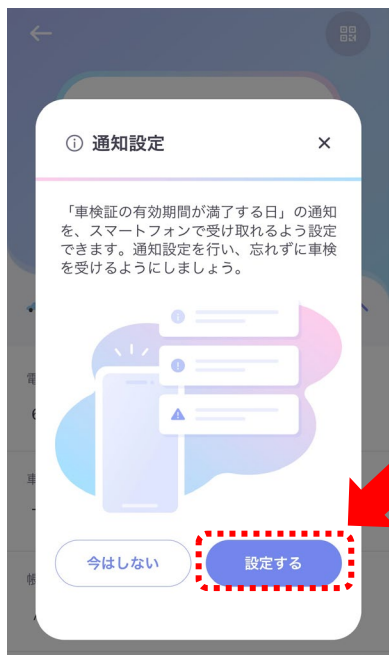 通知設定
「車検証の有効期間が満了する日」の通知
を、スマートフォンで受け取れるよう設定
できます。通知設定を行い、忘れずに車検
を受けるようにしましょう。
電
6
車
今はしない
設定する
帳